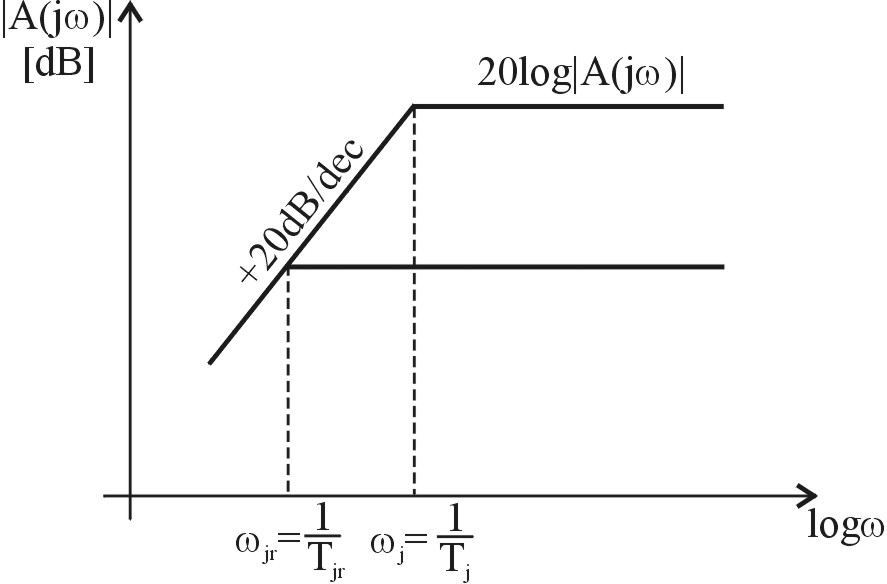 |A(jω)|
[dB]
20log|A(jω)|
+20dB/dec
ω_jr=1/T_jr
ω_j=1/T_j
logω